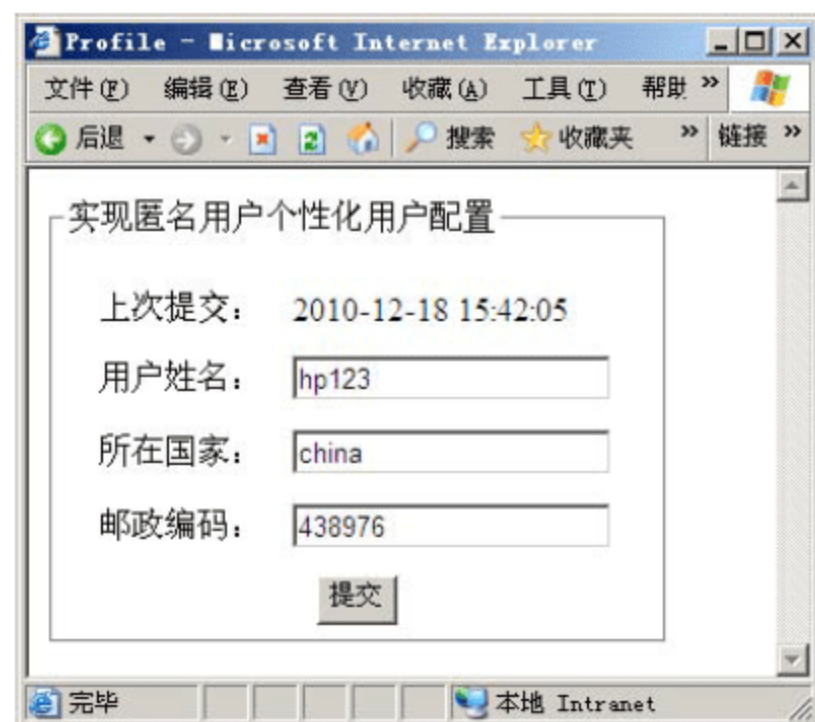 Profile - Microsoft Internet Explorer
文件(F) 编辑(E) 查看(V) 收藏(A) 工具(T) 帮助 »
后退 搜索 收藏夹 » 链接 »
实现匿名用户个性化用户配置
上次提交： 2010-12-18 15:42:05
用户姓名： hp123
所在国家： china
邮政编码： 438976
提交
完毕 本地 Intranet